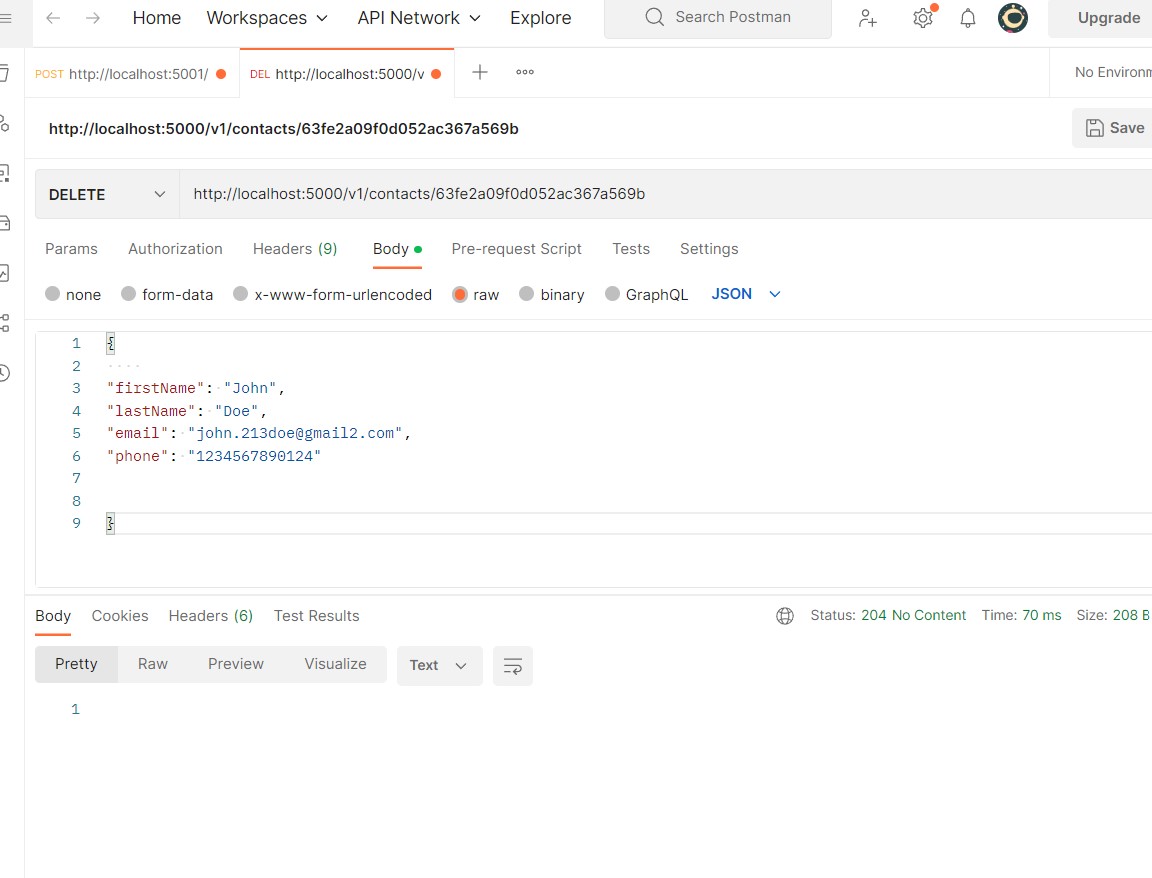 Home Workspaces API Network Explore Search Postman Upgrade
POST http://localhost:5001/ DEL http://localhost:5000/v No Environm
http://localhost:5000/v1/contacts/63fe2a09f0d052ac367a569b Save
DELETE http://localhost:5000/v1/contacts/63fe2a09f0d052ac367a569b
Params Authorization Headers (9) Body Pre-request Script Tests Settings
none form-data x-www-form-urlencoded raw binary GraphQL JSON
1 {
2
3 "firstName": "John",
4 "lastName": "Doe",
5 "email": "john.213doe@gmail2.com",
6 "phone": "1234567890124"
7
8
9 }
Body Cookies Headers (6) Test Results Status: 204 No Content Time: 70 ms Size: 208 B
Pretty Raw Preview Visualize Text
1